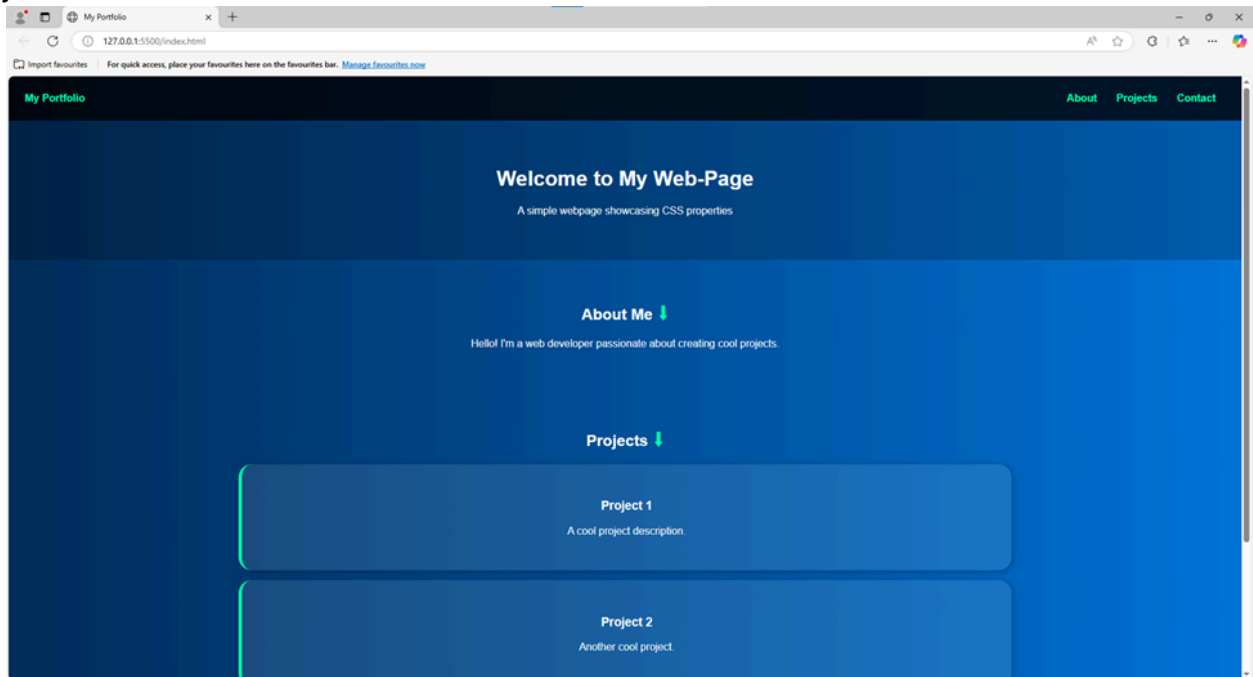 My Portfolio
127.0.0.1:5500/index.html
Import favourites For quick access, place your favourites here on the favourites bar. Manage favourites now
My Portfolio About Projects Contact
Welcome to My Web-Page
A simple webpage showcasing CSS properties
About Me
Hello! I'm a web developer passionate about creating cool projects.
Projects
Project 1
A cool project description.
Project 2
Another cool project.